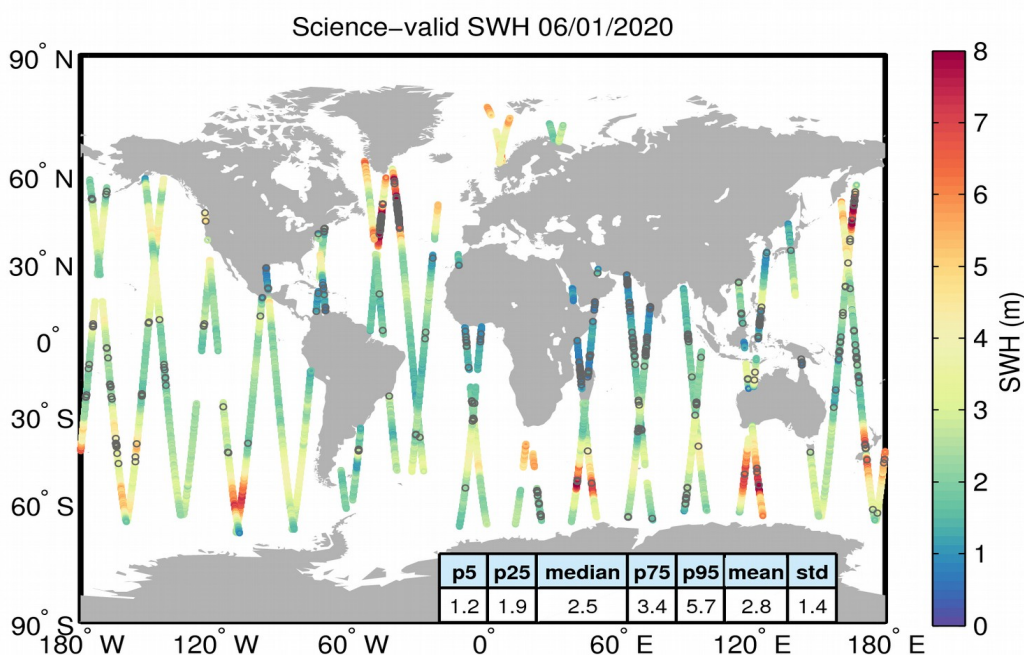 Science−valid SWH 06/01/2020
90° N
60° N
30° N
0°
30° S
60° S
90° S
180° W
120° W
60° W
0°
60° E
120° E
180° E
p5 p25 median p75 p95 mean std
1.2 1.9 2.5 3.4 5.7 2.8 1.4
8
7
6
5
4
3
2
1
0
SWH (m)